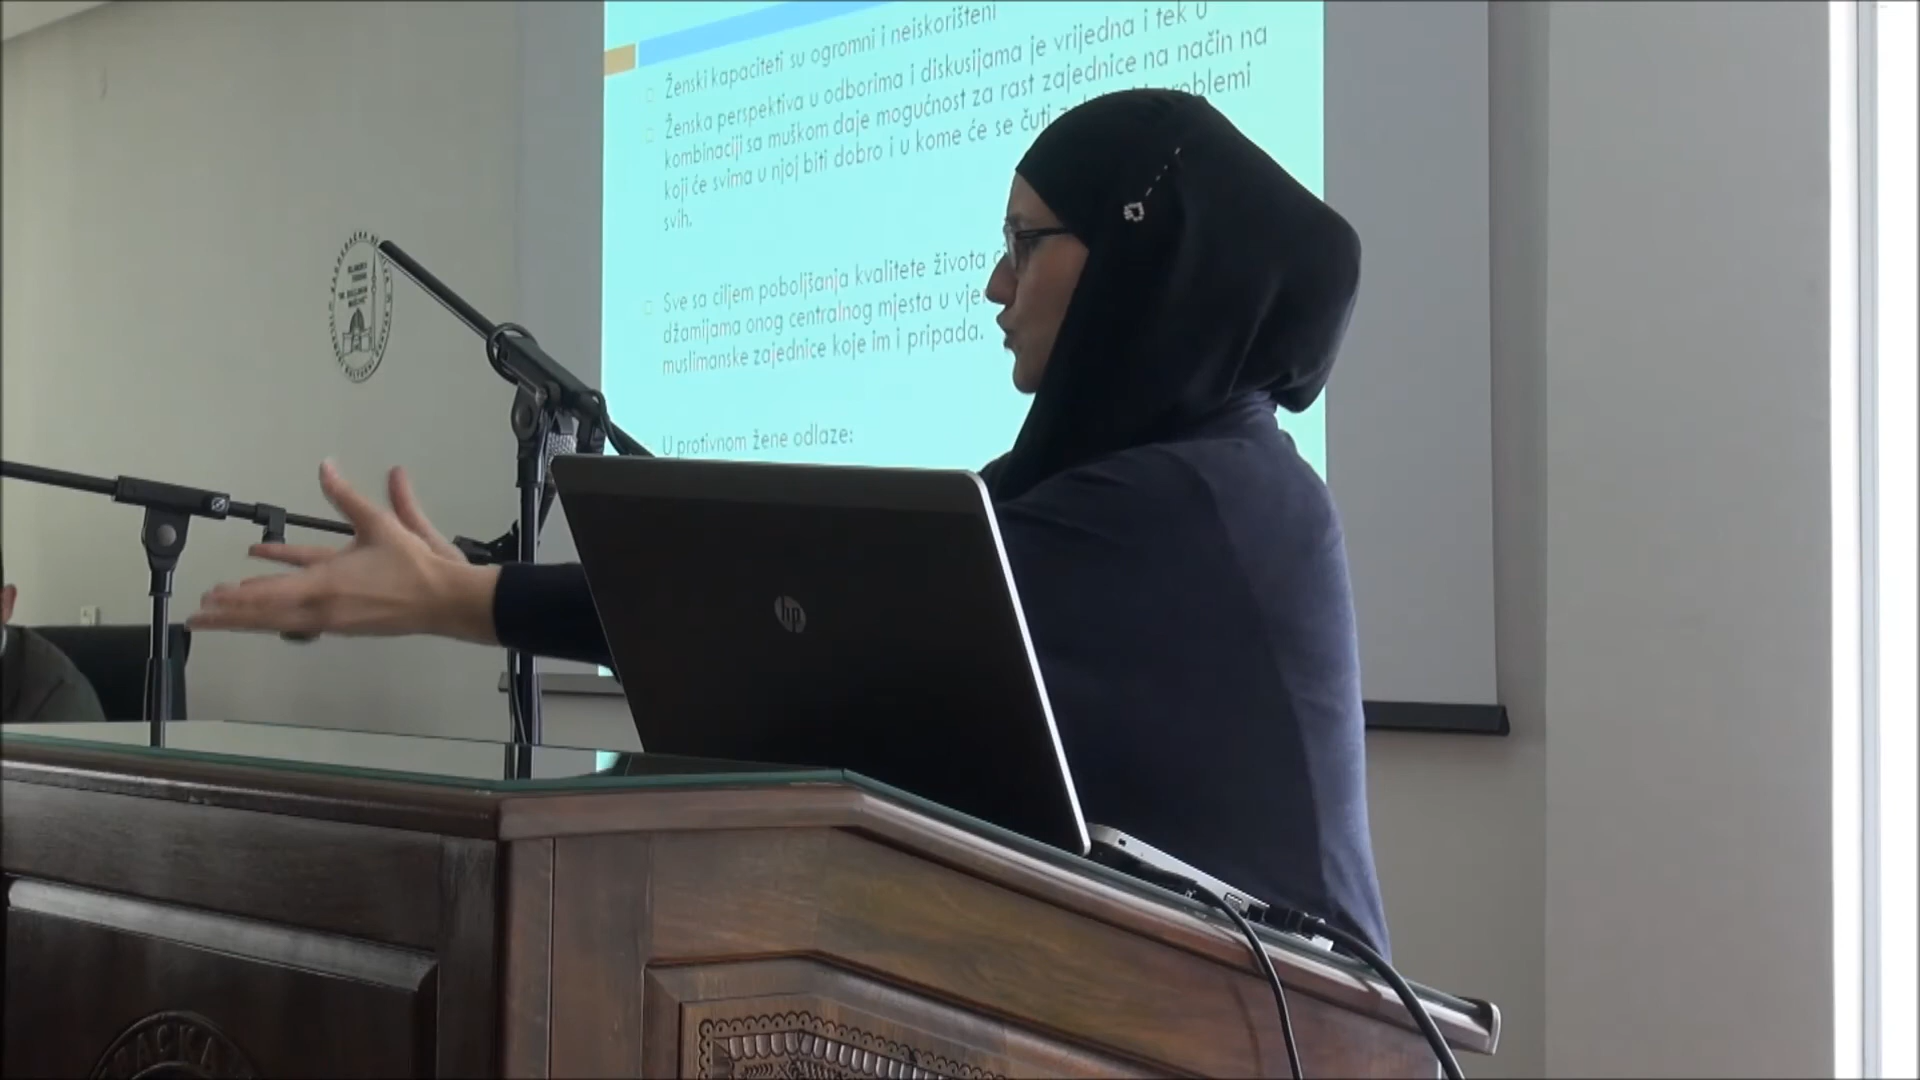 Ženski kapaciteti su ogromni i neiskorišteni
Ženska perspektiva u odborima i diskusijama je vrijedna i tek u
kombinaciji sa muškom daje mogućnost za rast zajednice na način na
koji će svima u njoj biti dobro i u kome će se čuti problemi
svih.
Sve sa ciljem poboljšanja kvalitete života
džamijama onog centralnog mjesta u
muslimanske zajednice koje im i pripada.
U protivnom žene odlaze:
hp